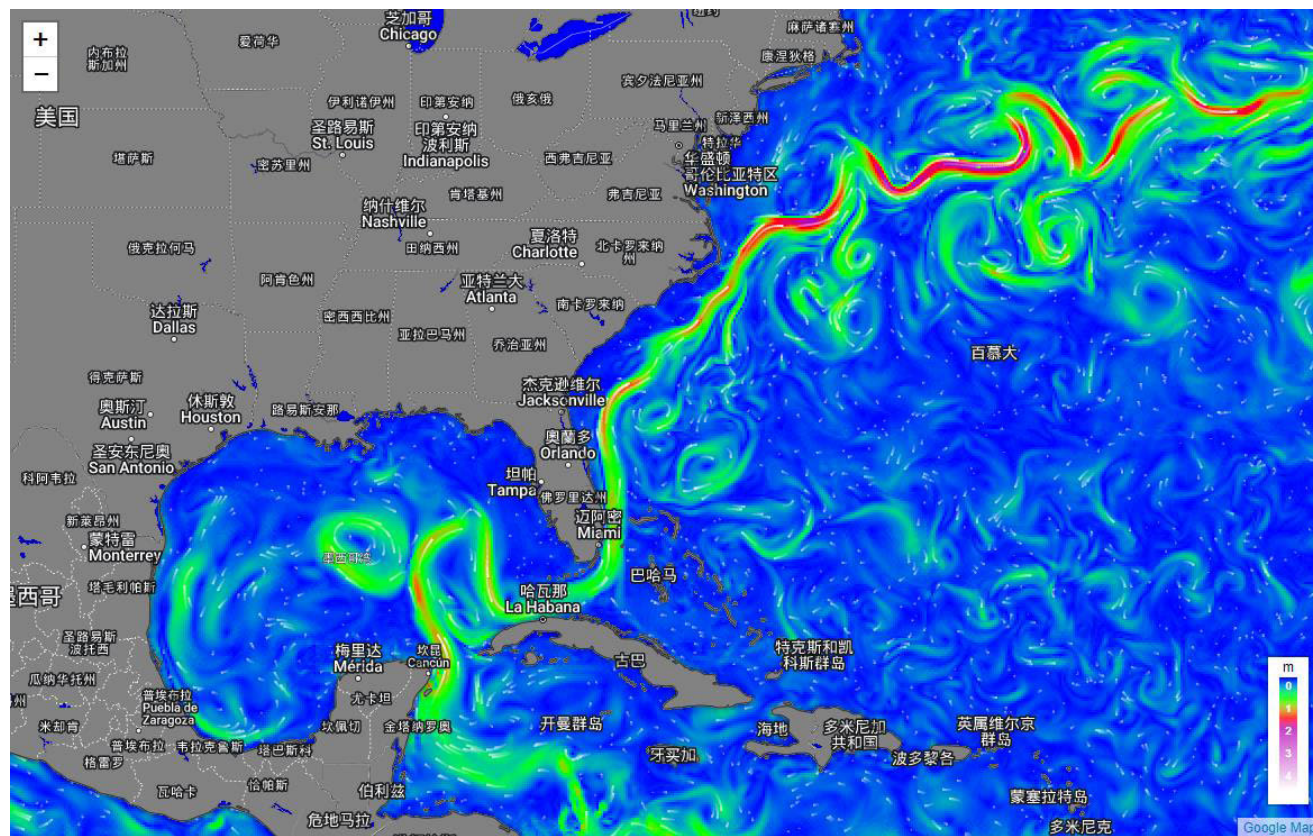 +
−
芝加哥
Chicago
爱荷华
内布拉
斯加州
麻萨诸塞州
康涅狄格
宾夕法尼亚州
伊利诺伊州
印第安纳
俄亥俄
美国
圣路易斯
St. Louis
印第安纳
波利斯
Indianapolis
马里兰州
新泽西州
特拉华
堪萨斯
密苏里州
西弗吉尼亚
华盛顿
哥伦比亚特区
Washington
肯塔基州
弗吉尼亚
纳什维尔
Nashville
田纳西州
夏洛特
Charlotte
北卡罗来纳
州
俄克拉何马
阿肯色州
亚特兰大
Atlanta
南卡罗来纳
达拉斯
Dallas
密西西比州
亚拉巴马州
乔治亚州
百慕大
得克萨斯
杰克逊维尔
Jacksonville
奥斯汀
Austin
休斯敦
Houston
路易斯安那
圣安东尼奥
San Antonio
奥蘭多
Orlando
科阿韦拉
坦帕
Tampa
佛罗里达州
新莱昂州
蒙特雷
Monterrey
迈阿密
Miami
墨西哥湾
塔毛利帕斯
巴哈马
墨西哥
哈瓦那
La Habana
圣路易斯
波托西
梅里达
Mérida
坎昆
Cancún
古巴
特克斯和凯
科斯群岛
瓜纳华托州
州
普埃布拉
Puebla de
Zaragoza
尤卡坦
米却肯
坎佩切
金塔纳罗奥
开曼群岛
海地
多米尼加
共和国
英属维尔京
群岛
普埃布拉
韦拉克鲁斯
塔巴斯科
牙买加
波多黎各
格雷罗
瓦哈卡
恰帕斯
伯利兹
蒙塞拉特岛
危地马拉
多米尼克
m
0
1
2
3
4
Google Map